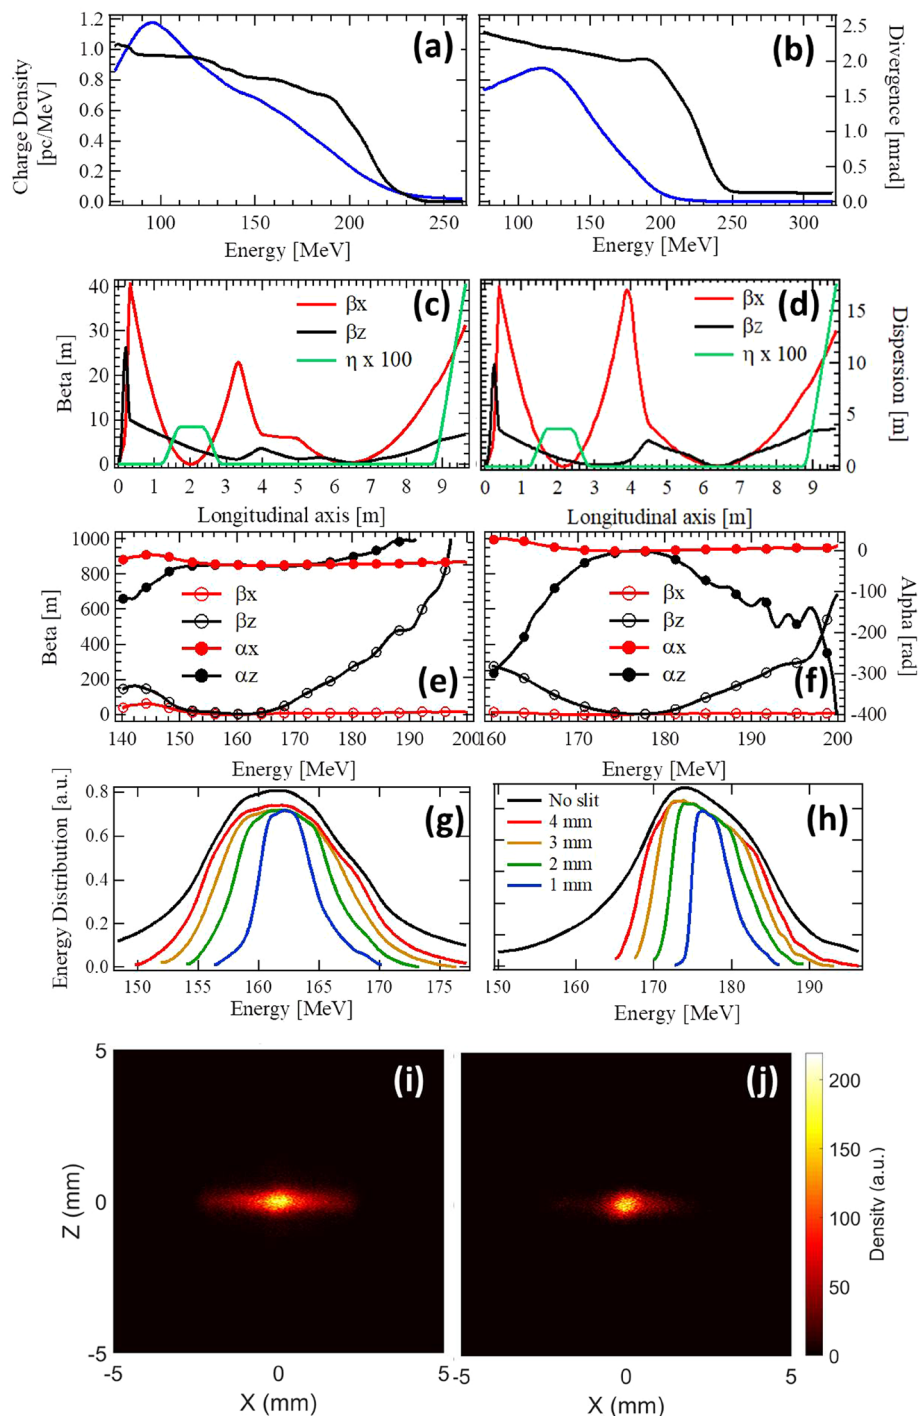 (a)
1.2
1.0
0.8
0.6
0.4
0.2
0.0
Charge Density
[pc/MeV]
100
150
200
250
Energy [MeV]
(b)
2.5
2.0
1.5
1.0
0.5
0.0
Divergence [mrad]
100
150
200
250
300
Energy [MeV]
(c)
40
30
20
10
0
Beta [m]
βx
βz
η x 100
0 1 2 3 4 5 6 7 8 9
Longitudinal axis [m]
(d)
βx
βz
η x 100
15
10
5
0
Dispersion [m]
0 1 2 3 4 5 6 7 8 9
Longitudinal axis [m]
1000
800
600
400
200
0
Beta [m]
βx
βz
αx
αz
(e)
140 150 160 170 180 190 200
Energy [MeV]
βx
βz
αx
αz
(f)
0
-100
-200
-300
-400
Alpha [rad]
160
170
180
190
200
Energy [MeV]
0.8
0.6
0.4
0.2
0.0
Energy Distribution [a.u.]
(g)
150
155
160
165
170
175
Energy [MeV]
No slit
4 mm
3 mm
2 mm
1 mm
(h)
150
160
170
180
190
Energy [MeV]
5
0
-5
Z (mm)
(i)
-5
0
5
X (mm)
(j)
-5
0
5
X (mm)
200
150
100
50
0
Density (a.u.)